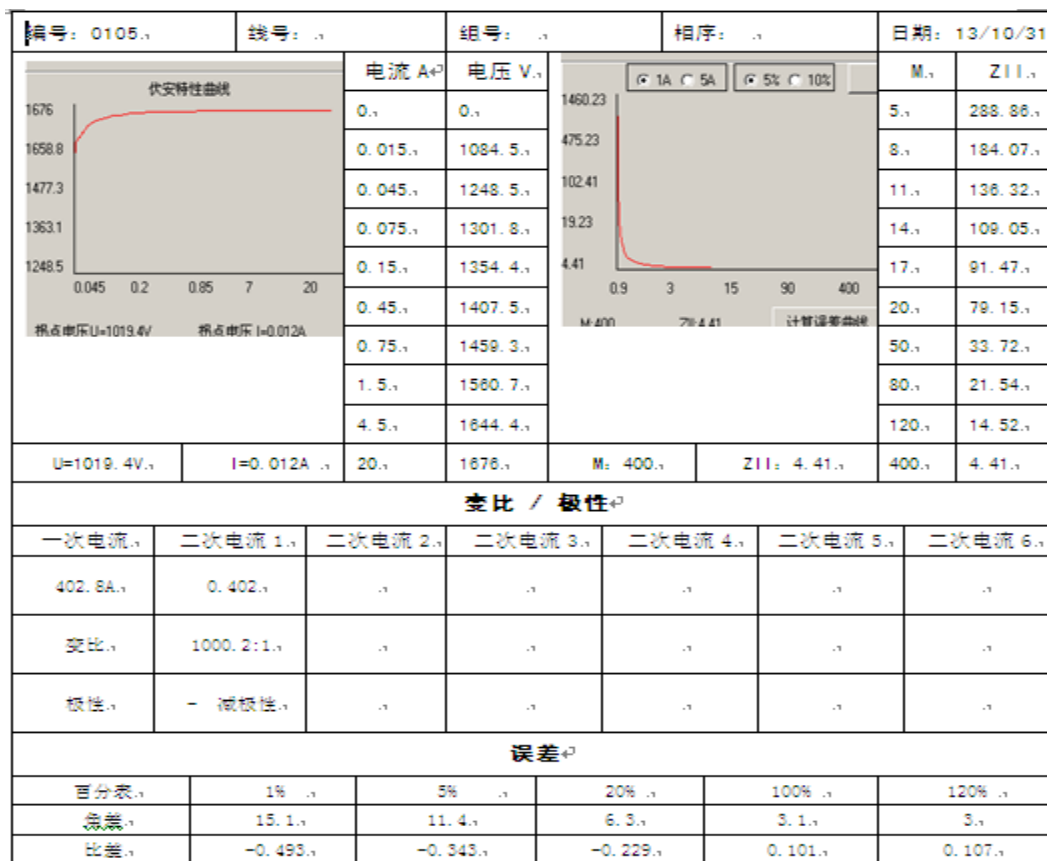 编号: 0105 线号: 组号: 相序: 日期: 13/10/31
伏安特性曲线
1676
1658.8
1477.3
1363.1
1248.5
0.045 0.2 0.85 7 20
拐点电压U=1019.4V 拐点电压 I=0.012A
电流 A 电压 V
0 0
0.015 1084.5
0.045 1248.5
0.075 1301.8
0.15 1354.4
0.45 1407.5
0.75 1459.3
1.5 1560.7
4.5 1644.4
20 1676
1A 5A 5% 10%
1460.23
475.23
102.41
19.23
4.41
0.9 3 15 90 400
M:400 ZII:4.41 计算误差曲线
M ZII
5 288.86
8 184.07
11 136.32
14 109.05
17 91.47
20 79.15
50 33.72
80 21.54
120 14.52
400 4.41
U=1019.4V I=0.012A M: 400 ZII: 4.41
变比 / 极性
一次电流 二次电流 1 二次电流 2 二次电流 3 二次电流 4 二次电流 5 二次电流 6
402.8A 0.402
变比 1000.2:1
极性 - 减极性
误差
百分表 1% 5% 20% 100% 120%
角差 15.1 11.4 6.3 3.1 3
比差 -0.493 -0.343 -0.229 0.101 0.107